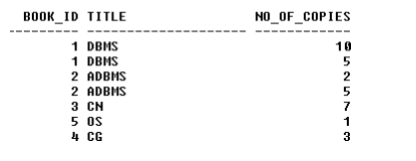 BOOK_ID TITLE NO_OF_COPIES
---------- -------------------- ------------
1 DBMS 10
1 DBMS 5
2 ADBMS 2
2 ADBMS 5
3 CN 7
5 OS 1
4 CG 3